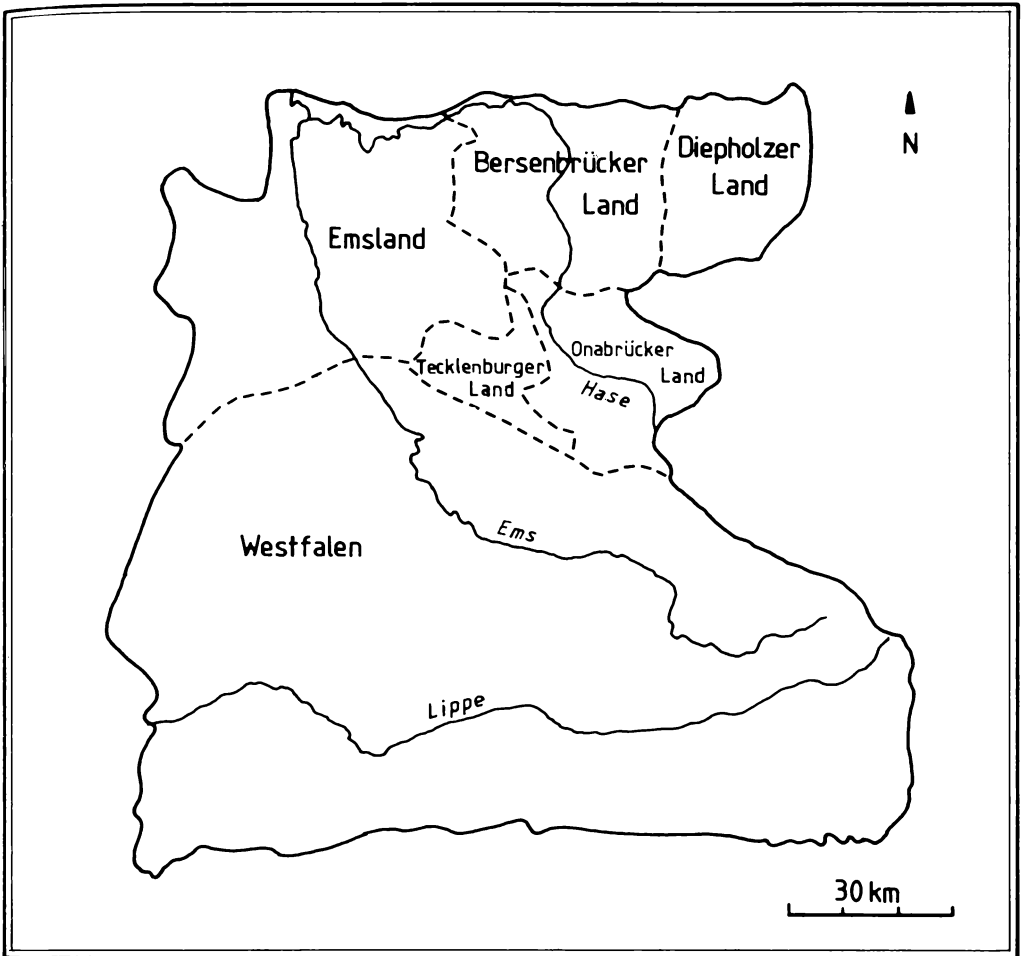 N
Bersenbrücker
Land
Diepholzer
Land
Emsland
Onabrücker
Land
Tecklenburger
Land
Hase
Ems
Westfalen
Lippe
30 km